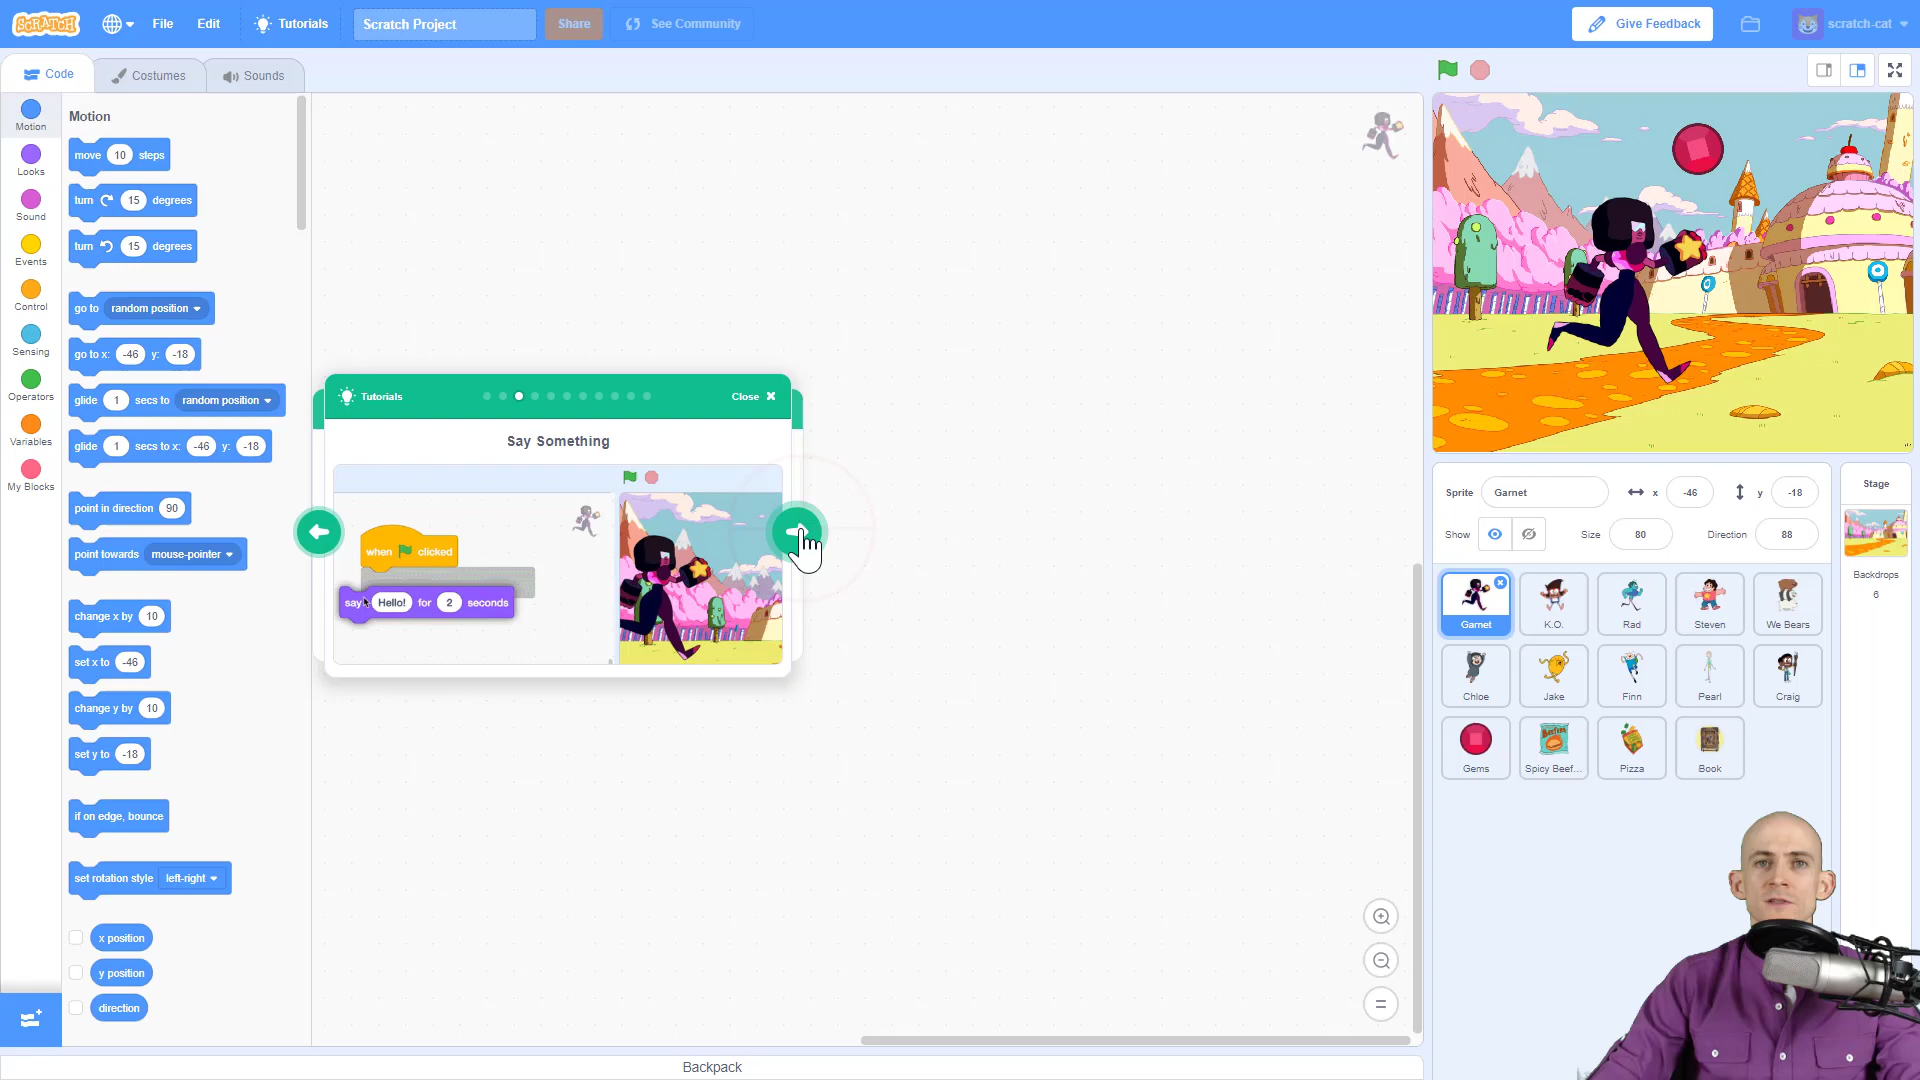 SCRATCH
File
Edit
Tutorials
Scratch Project
Share
See Community
Give Feedback
scratch-cat
Code
Costumes
Sounds
Motion
Looks
Sound
Events
Control
Sensing
Operators
Variables
My Blocks
Motion
move 10 steps
turn 15 degrees
turn 15 degrees
go to random position
go to x: -46 y: -18
glide 1 secs to random position
glide 1 secs to x: -46 y: -18
point in direction 90
point towards mouse-pointer
change x by 10
set x to -46
change y by 10
set y to -18
if on edge, bounce
set rotation style left-right
x position
y position
direction
Tutorials
Close
Say Something
when clicked
say Hello! for 2 seconds
Backpack
Sprite Garnet x -46 y -18
Show Size 80 Direction 88
Garnet
K.O.
Rad
Steven
We Bears
Chloe
Jake
Finn
Pearl
Craig
Gems
Spicy Beef...
Pizza
Book
Stage
Backdrops
6